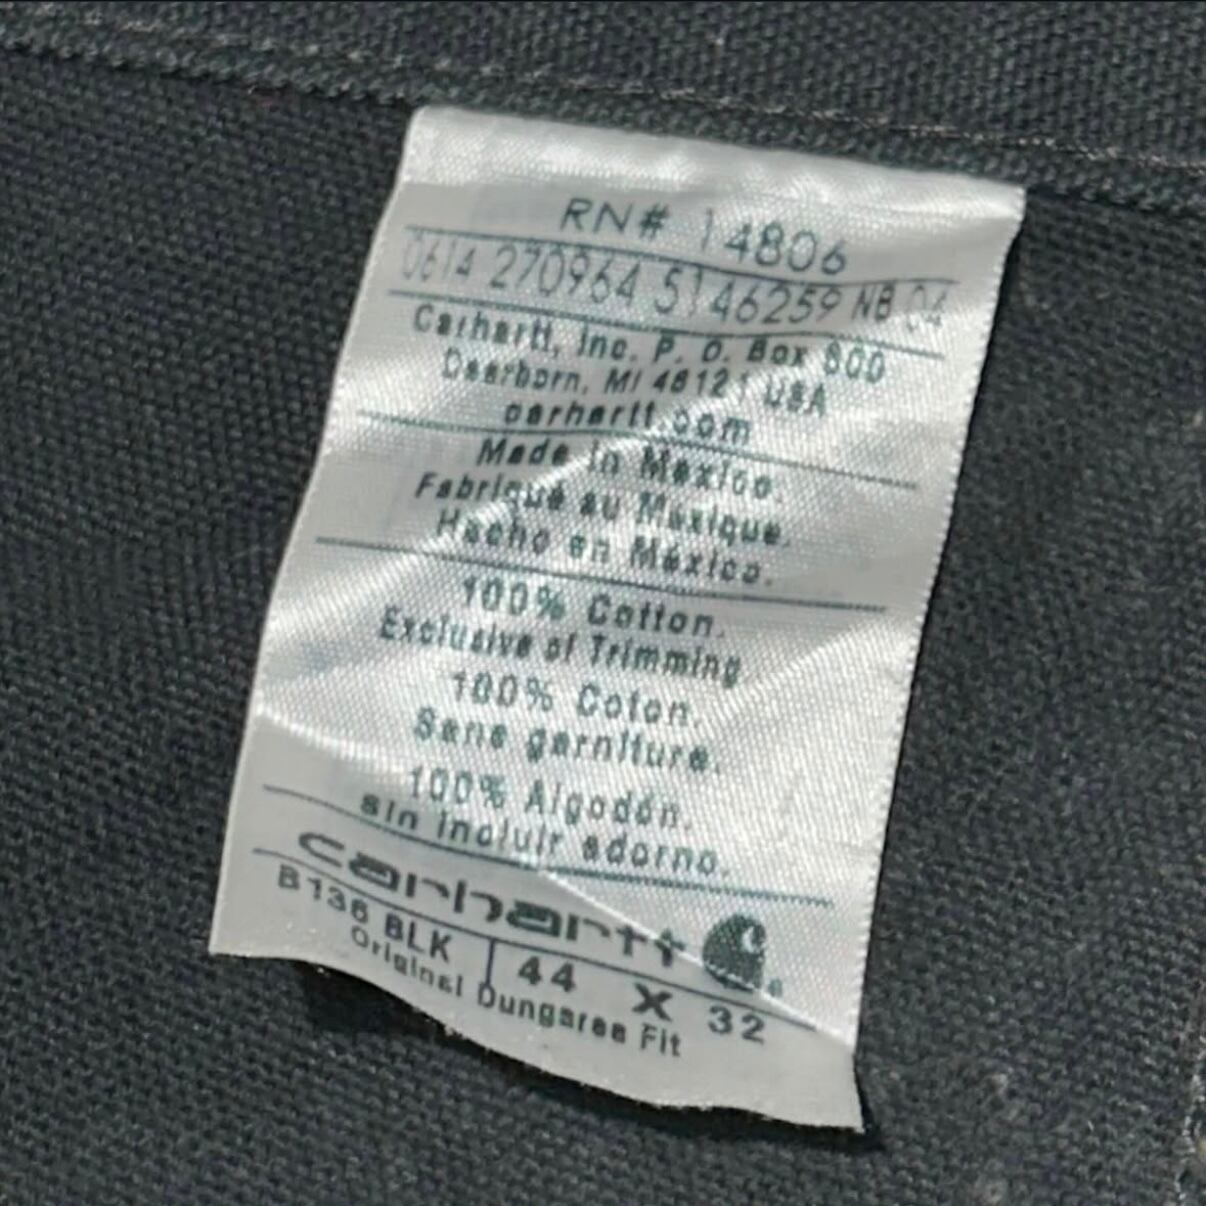 RN# 14806
0614 270964 5146259 NB 04
Carhartt, Inc. P. O. Box 600
Dearborn, MI 48121 USA
carhartt.com
Made in Mexico.
Fabriqué au Mexique.
Hecho en México.
100% Cotton.
Exclusive of Trimming
100% Coton.
Sans garniture.
100% Algodón.
sin incluir adorno.
carhartt
B136 BLK | 44 X 32
Original Dungaree Fit